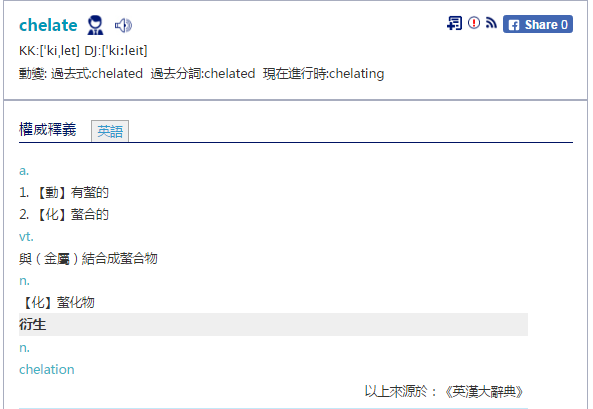 chelate
Share 0
KK:[ˋkiˏlet] DJ:[ˈkiːleit]
動變: 過去式:chelated 過去分詞:chelated 現在進行時:chelating
權威釋義 英語
a.
1. 【動】有螯的
2. 【化】螯合的
vt.
與（金屬）結合成螯合物
n.
【化】螯化物
衍生
n.
chelation
以上來源於：《英漢大辭典》